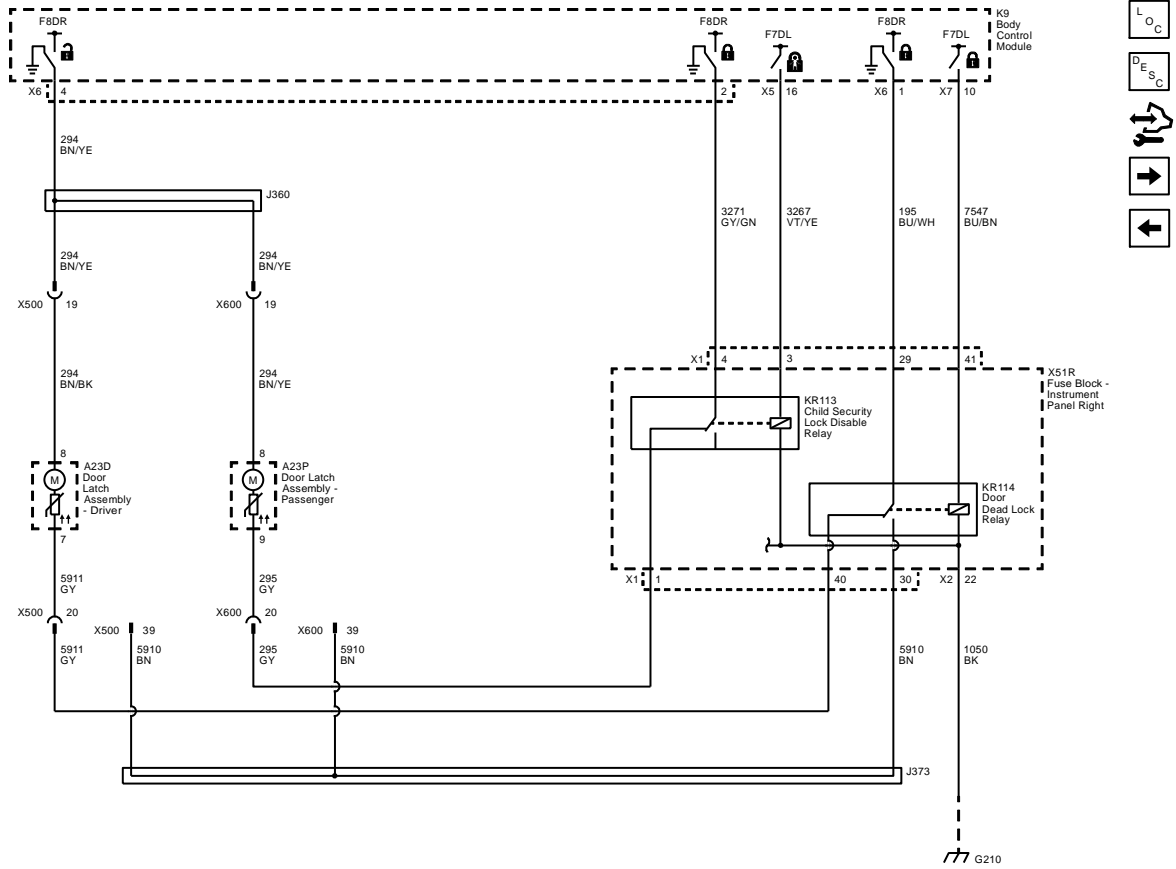 F8DR
F8DR
F7DL
F8DR
F7DL
K9
Body
Control
Module
L
O
C
D
E
S
C
X6 4
2
X5 16
X6 1
X7 10
294
BN/YE
J360
3271
GY/GN
3267
VT/YE
195
BU/WH
7547
BU/BN
294
BN/YE
294
BN/YE
X500 19
X600 19
X1 4
3
29
41
294
BN/BK
294
BN/YE
X51R
Fuse Block -
Instrument
Panel Right
KR113
Child Security
Lock Disable
Relay
8
8
M
A23D
Door
Latch
Assembly
- Driver
M
A23P
Door Latch
Assembly -
Passenger
KR114
Door
Dead Lock
Relay
7
9
5911
GY
295
GY
X1 1
40
30
X2 22
X500 20
X600 20
X500 39
X600 39
5911
GY
5910
BN
295
GY
5910
BN
5910
BN
1050
BK
J373
G210